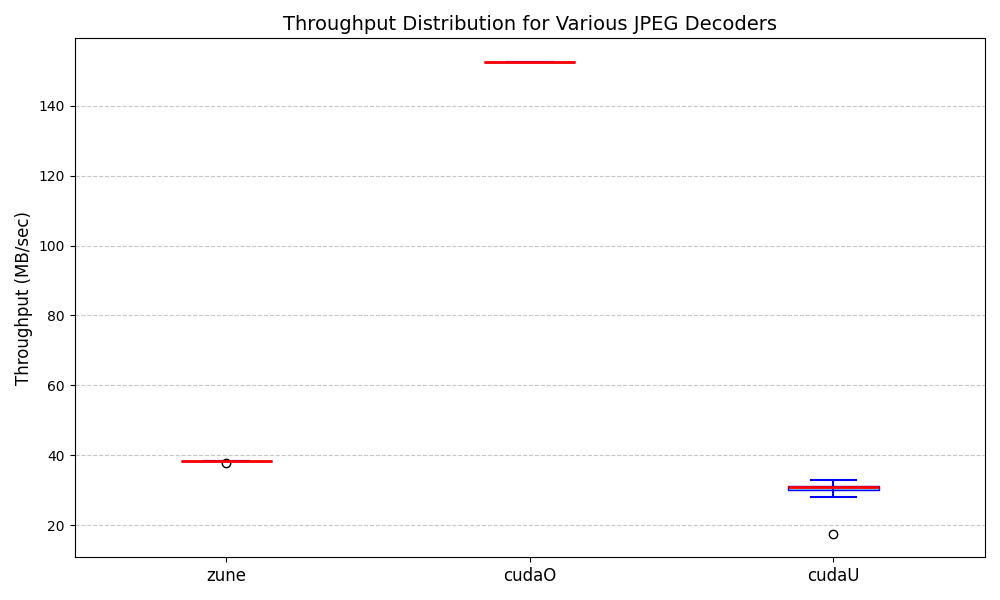 Throughput Distribution for Various JPEG Decoders
Throughput (MB/sec)
140
120
100
80
60
40
20
zune
cudaO
cudaU